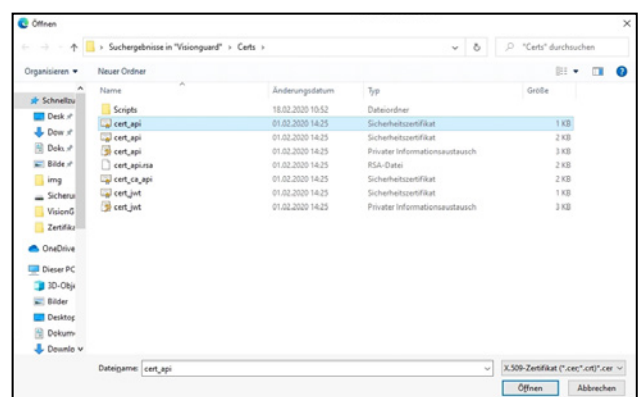 Öffnen
Suchergebnisse in "Visionguard" > Certs >
"Certs" durchsuchen
Organisieren Neuer Ordner
Name Änderungsdatum Typ Größe
Scripts 18.02.2020 10:52 Dateiordner
cert_api 01.02.2020 14:25 Sicherheitszertifikat 1 KB
cert_api 01.02.2020 14:25 Sicherheitszertifikat 2 KB
cert_api 01.02.2020 14:25 Privater Informationsaustausch 3 KB
cert_api.rsa 01.02.2020 14:25 RSA-Datei 2 KB
cert_ca_api 01.02.2020 14:25 Sicherheitszertifikat 2 KB
cert_jwt 01.02.2020 14:25 Sicherheitszertifikat 1 KB
cert_jwt 01.02.2020 14:25 Privater Informationsaustausch 3 KB
Schnellzu
Desk
Dow
Doku
Bilde
img
Sicheru
VisionG
Zertifika
OneDrive
Dieser PC
3D-Obje
Bilder
Desktop
Dokum
Downlo
Dateiname: cert_api
X.509-Zertifikat (*.cer;*.crt)*.cer
Öffnen Abbrechen